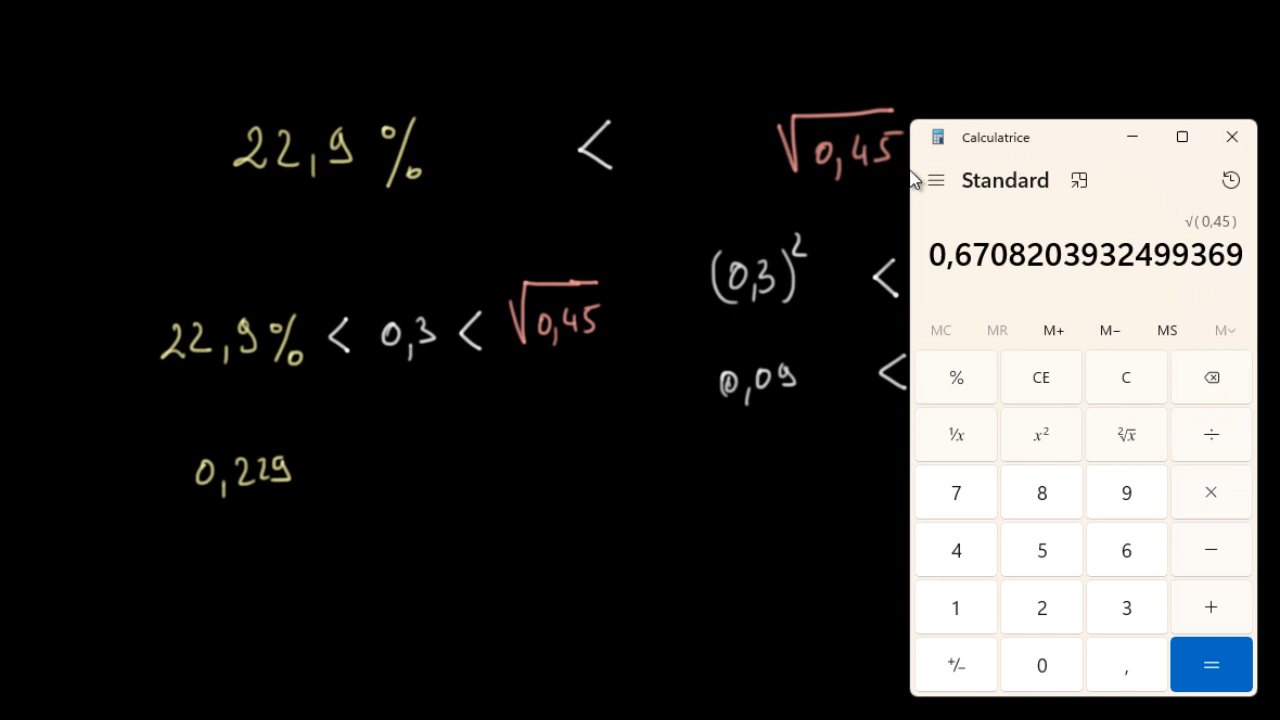 22,9 % < √0,45
(0,3)² <
22,9% < 0,3 < √0,45
0,09 <
0,229
Calculatrice
Standard
√(0,45)
0,6708203932499369
MC MR M+ M− MS M
% CE C
¹/x x² ²√x ÷
7 8 9 ×
4 5 6 −
1 2 3 +
+/− 0 , =